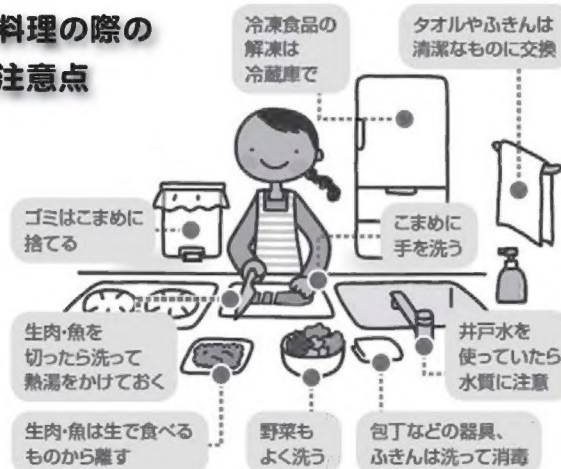 料理の際の
注意点
冷凍食品の
解凍は
冷蔵庫で
タオルやふきんは
清潔なものに交換
ゴミはこまめに
捨てる
こまめに
手を洗う
生肉・魚を
切ったら洗って
熱湯をかけておく
井戸水を
使っていたら
水質に注意
生肉・魚は生で食べる
ものから離す
野菜も
よく洗う
包丁などの器具、
ふきんは洗って消毒